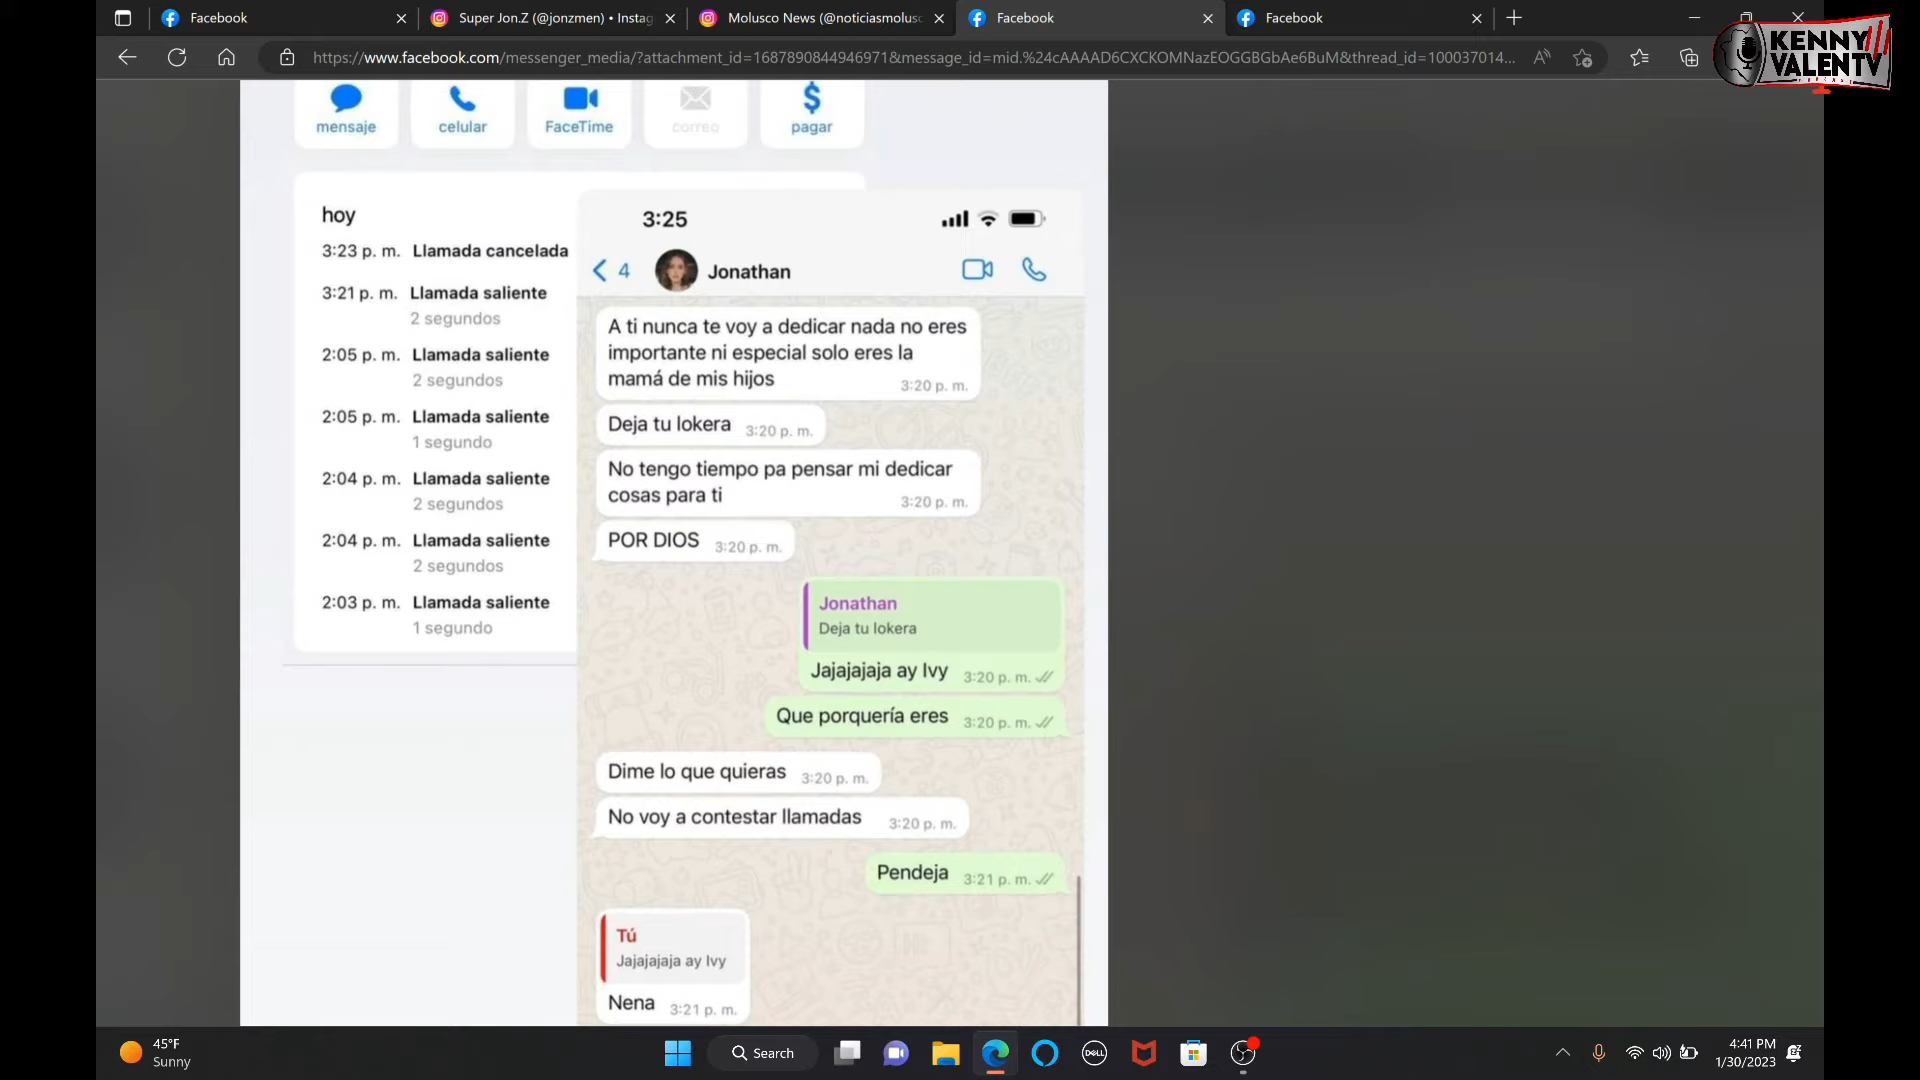 Facebook
Super Jon.Z (@jonzmen) • Instag
Molusco News (@noticiasmolusc
Facebook
Facebook
https://www.facebook.com/messenger_media/?attachment_id=1687890844946971&message_id=mid.%24cAAAAD6CXCKOMNazEOGGBGbAe6BuM&thread_id=100037014...
KENNY
VALENTV
PODCAST
mensaje
celular
FaceTime
correo
$
pagar
hoy
3:23 p. m. Llamada cancelada
3:21 p. m. Llamada saliente
2 segundos
2:05 p. m. Llamada saliente
2 segundos
2:05 p. m. Llamada saliente
1 segundo
2:04 p. m. Llamada saliente
2 segundos
2:04 p. m. Llamada saliente
2 segundos
2:03 p. m. Llamada saliente
1 segundo
3:25
4 Jonathan
A ti nunca te voy a dedicar nada no eres
importante ni especial solo eres la
mamá de mis hijos 3:20 p. m.
Deja tu lokera 3:20 p. m.
No tengo tiempo pa pensar mi dedicar
cosas para ti 3:20 p. m.
POR DIOS 3:20 p. m.
Jonathan
Deja tu lokera
Jajajajaja ay Ivy 3:20 p. m.
Que porquería eres 3:20 p. m.
Dime lo que quieras 3:20 p. m.
No voy a contestar llamadas 3:20 p. m.
Pendeja 3:21 p. m.
Tú
Jajajajaja ay Ivy
Nena 3:21 p. m.
45°F
Sunny
Search
DELL
4:41 PM
1/30/2023